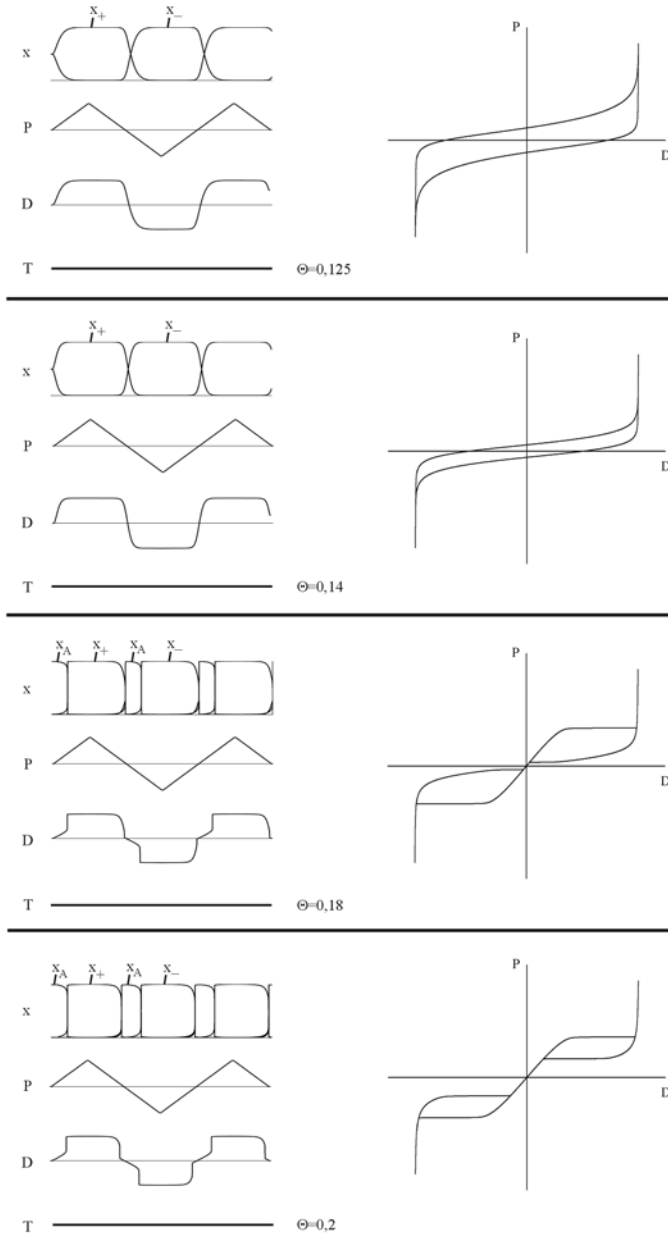 x₊ x₋
x
P
D
T
Θ=0,125
P
D
x₊ x₋
x
P
D
T
Θ=0,14
P
D
x_A x₊ x_A x₋
x
P
D
T
Θ=0,18
P
D
x_A x₊ x_A x₋
x
P
D
T
Θ=0,2
P
D